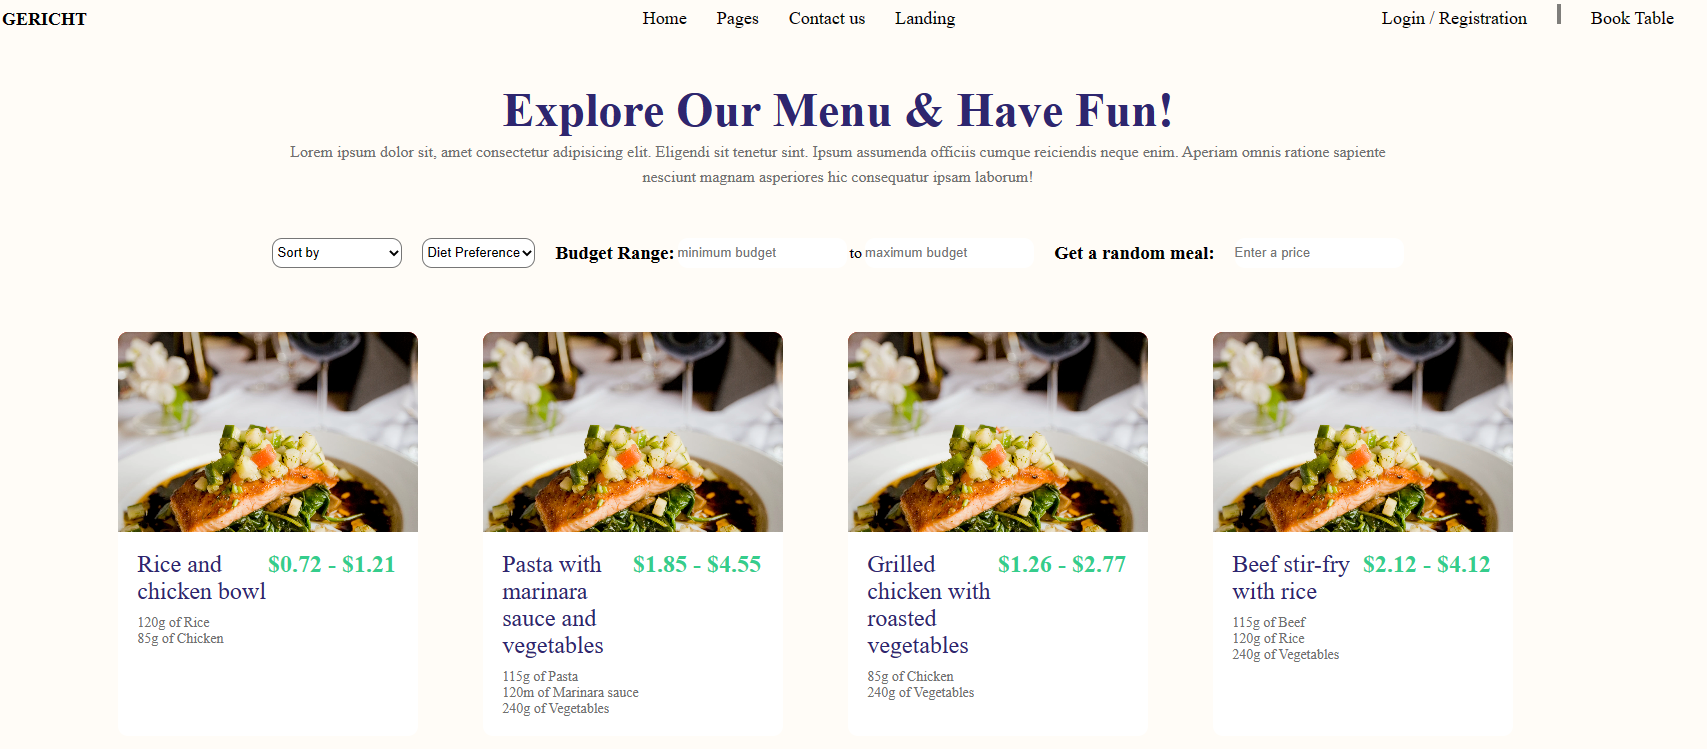 GERICHT
Home Pages Contact us Landing
Login / Registration Book Table
Explore Our Menu & Have Fun!
Lorem ipsum dolor sit, amet consectetur adipisicing elit. Eligendi sit tenetur sint. Ipsum assumenda officiis cumque reiciendis neque enim. Aperiam omnis ratione sapiente
nesciunt magnam asperiores hic consequatur ipsam laborum!
Sort by Diet Preference Budget Range: minimum budget to maximum budget Get a random meal: Enter a price
Rice and
chicken bowl
$0.72 - $1.21
120g of Rice
85g of Chicken
Pasta with
marinara
sauce and
vegetables
$1.85 - $4.55
115g of Pasta
120m of Marinara sauce
240g of Vegetables
Grilled
chicken with
roasted
vegetables
$1.26 - $2.77
85g of Chicken
240g of Vegetables
Beef stir-fry
with rice
$2.12 - $4.12
115g of Beef
120g of Rice
240g of Vegetables